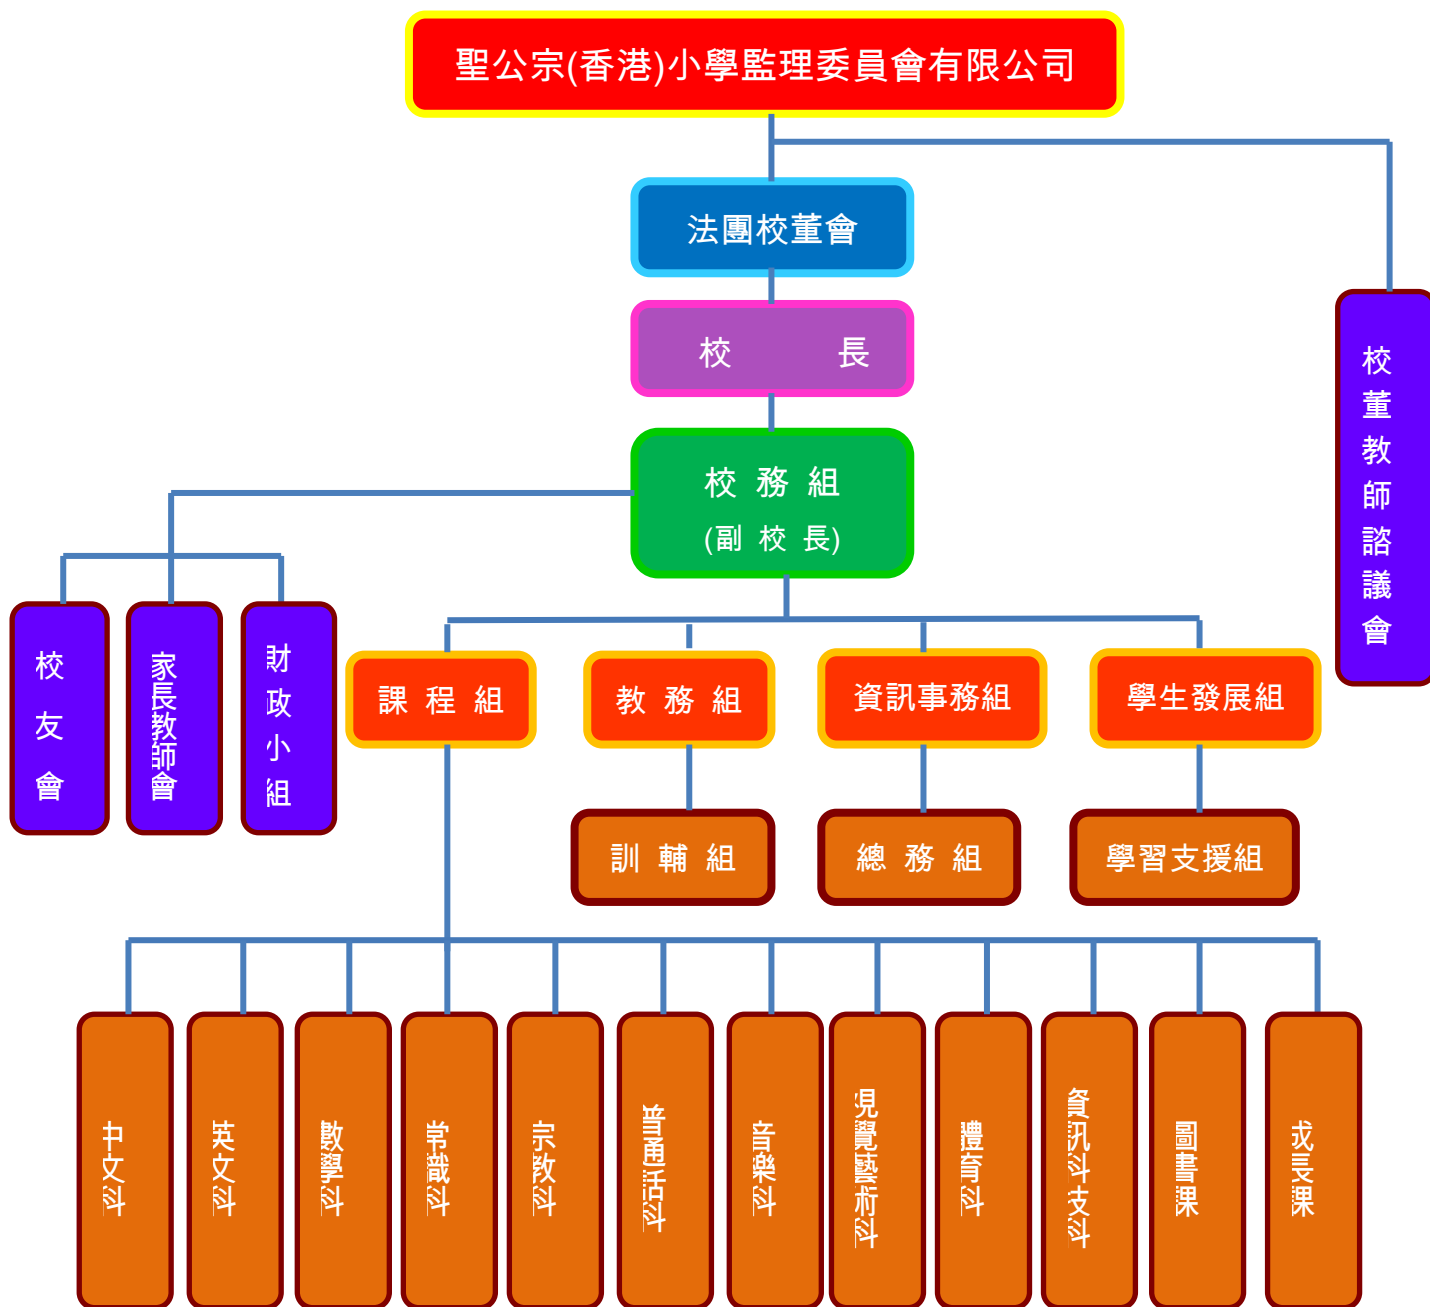 聖公宗(香港)小學監理委員會有限公司
法團校董會
校 長
校董教師諮議會
校 務 組
(副 校 長)
校友會
家長教師會
財政小組
課 程 組
教 務 組
資訊事務組
學生發展組
訓 輔 組
總 務 組
學習支援組
中文科
英文科
數學科
常識科
宗教科
普通話科
音樂科
視覺藝術科
體育科
資訊科技科
圖書課
成長課